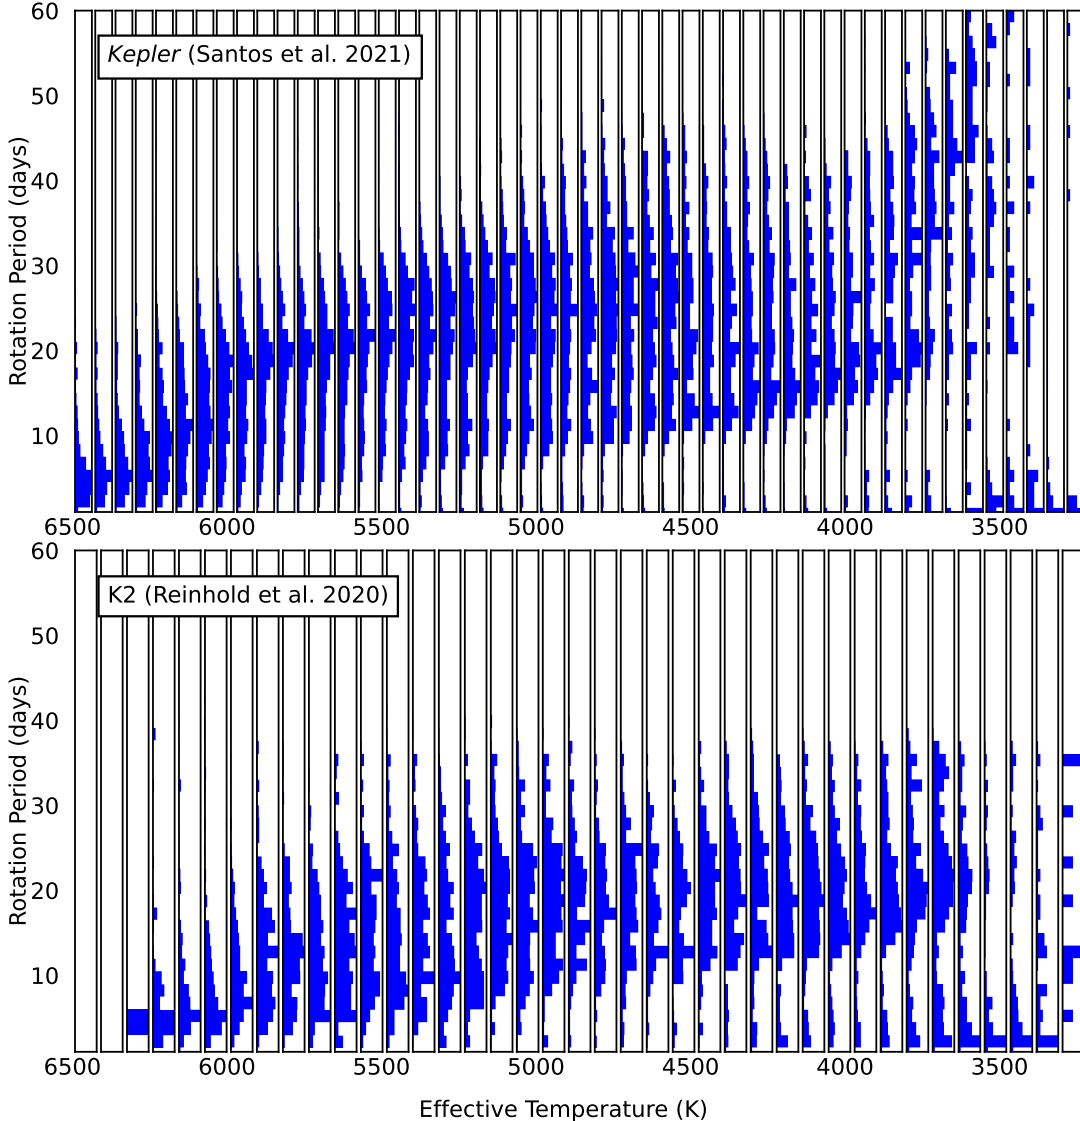 60
Kepler (Santos et al. 2021)
50
40
30
20
10
Rotation Period (days)
6500 6000 5500 5000 4500 4000 3500
60
K2 (Reinhold et al. 2020)
50
40
30
20
10
Rotation Period (days)
6500 6000 5500 5000 4500 4000 3500
Effective Temperature (K)